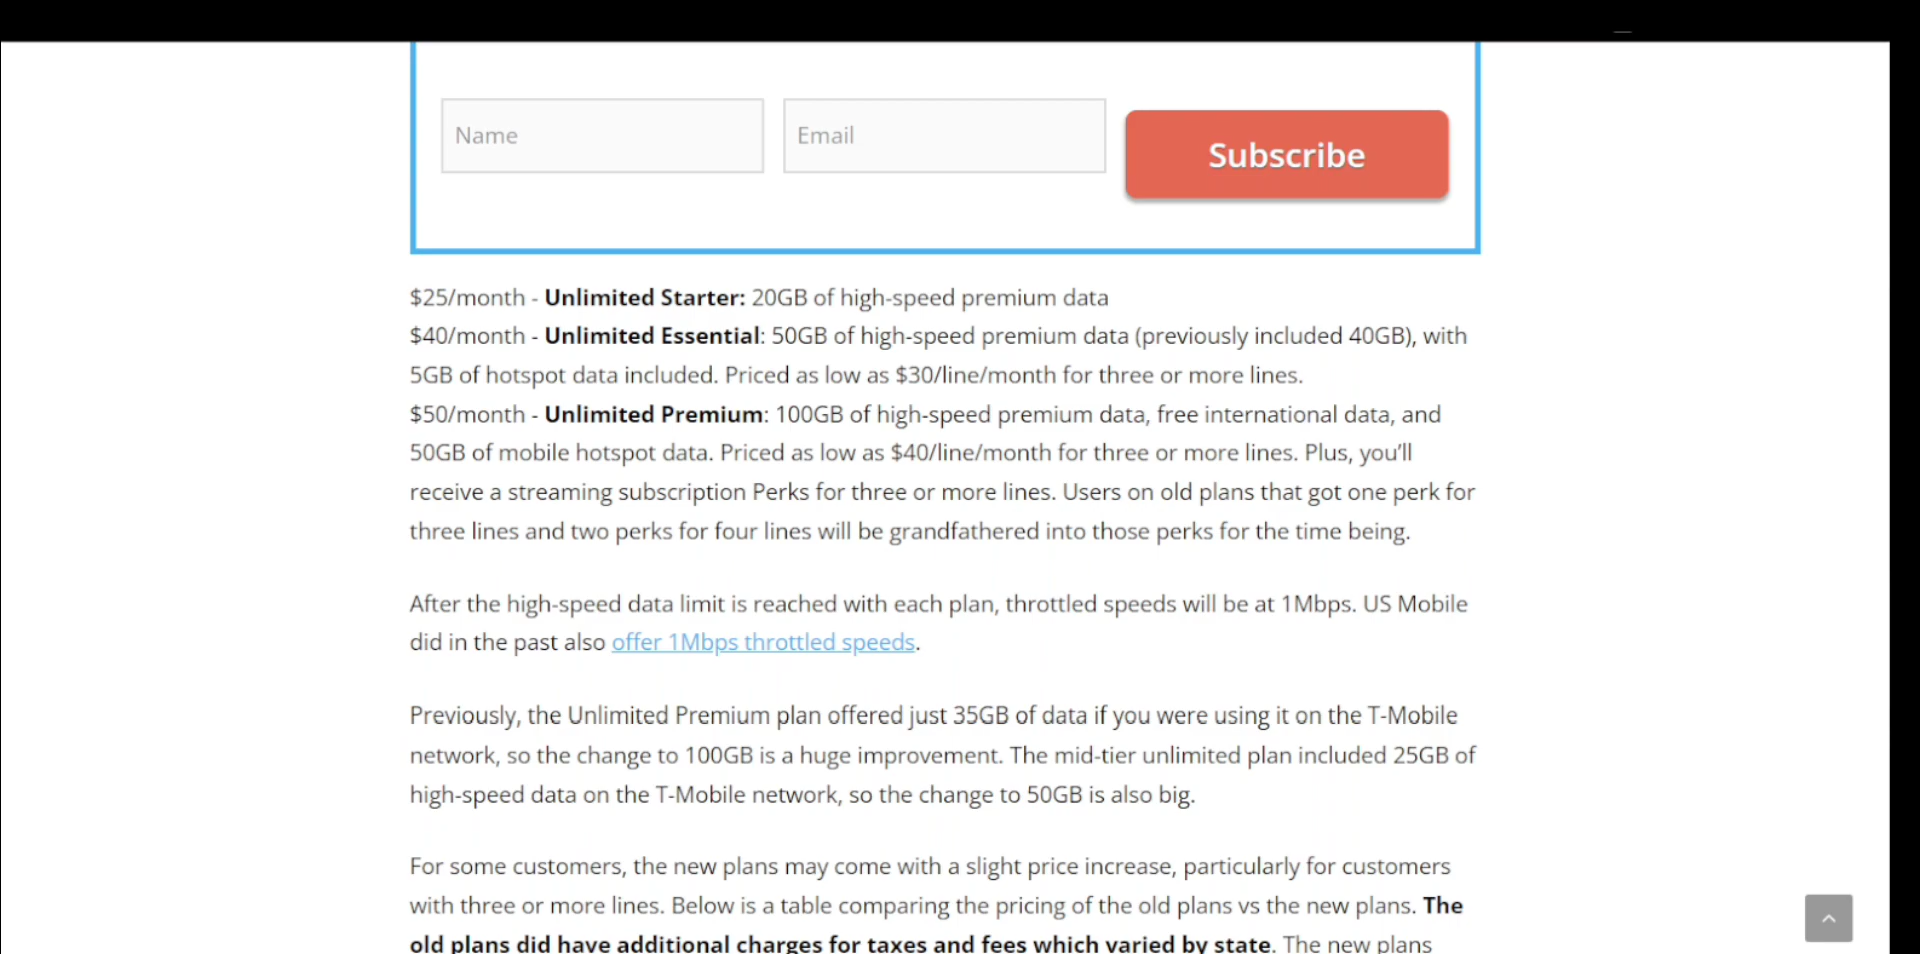 Name
Email
Subscribe
$25/month - Unlimited Starter: 20GB of high-speed premium data
$40/month - Unlimited Essential: 50GB of high-speed premium data (previously included 40GB), with
5GB of hotspot data included. Priced as low as $30/line/month for three or more lines.
$50/month - Unlimited Premium: 100GB of high-speed premium data, free international data, and
50GB of mobile hotspot data. Priced as low as $40/line/month for three or more lines. Plus, you’ll
receive a streaming subscription Perks for three or more lines. Users on old plans that got one perk for
three lines and two perks for four lines will be grandfathered into those perks for the time being.
After the high-speed data limit is reached with each plan, throttled speeds will be at 1Mbps. US Mobile
did in the past also offer 1Mbps throttled speeds.
Previously, the Unlimited Premium plan offered just 35GB of data if you were using it on the T-Mobile
network, so the change to 100GB is a huge improvement. The mid-tier unlimited plan included 25GB of
high-speed data on the T-Mobile network, so the change to 50GB is also big.
For some customers, the new plans may come with a slight price increase, particularly for customers
with three or more lines. Below is a table comparing the pricing of the old plans vs the new plans. The
old plans did have additional charges for taxes and fees which varied by state. The new plans